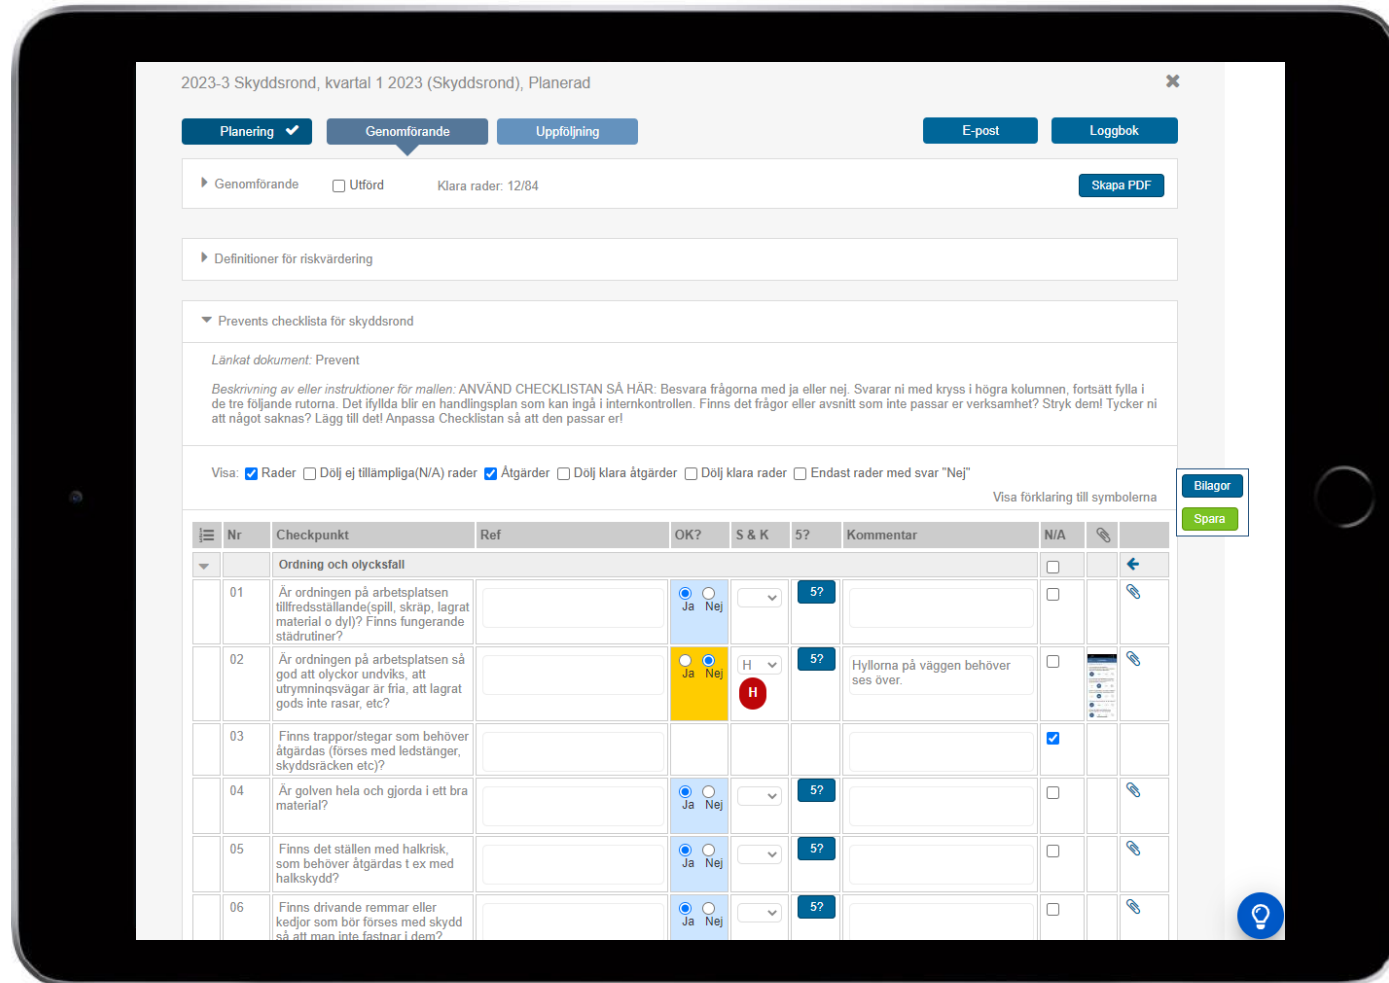 2023-3 Skyddsrond, kvartal 1 2023 (Skyddsrond), Planerad
Planering
Genomförande
Uppföljning
E-post
Loggbok
Genomförande
Utförd
Klara rader: 12/84
Skapa PDF
Definitioner för riskvärdering
Prevents checklista för skyddsrond
Länkat dokument: Prevent
Beskrivning av eller instruktioner för mallen: ANVÄND CHECKLISTAN SÅ HÄR: Besvara frågorna med ja eller nej. Svarar ni med kryss i högra kolumnen, fortsätt fylla i
de tre följande rutorna. Det ifyllda blir en handlingsplan som kan ingå i internkontrollen. Finns det frågor eller avsnitt som inte passar er verksamhet? Stryk dem! Tycker ni
att något saknas? Lägg till det! Anpassa Checklistan så att den passar er!
Visa: Rader Dölj ej tillämpliga(N/A) rader Åtgärder Dölj klara åtgärder Dölj klara rader Endast rader med svar "Nej"
Visa förklaring till symbolerna
Bilagor
Spara
Nr Checkpunkt Ref OK? S & K 5? Kommentar N/A
Ordning och olycksfall
01
Är ordningen på arbetsplatsen
tillfredsställande(spill, skräp, lagrat
material o dyl)? Finns fungerande
städrutiner?
Ja Nej
5?
02
Är ordningen på arbetsplatsen så
god att olyckor undviks, att
utrymningsvägar är fria, att lagrat
gods inte rasar, etc?
Ja Nej
H
H
5?
Hyllorna på väggen behöver
ses över.
03
Finns trappor/stegar som behöver
åtgärdas (förses med ledstänger,
skyddsräcken etc)?
04
Är golven hela och gjorda i ett bra
material?
Ja Nej
5?
05
Finns det ställen med halkrisk,
som behöver åtgärdas t ex med
halkskydd?
Ja Nej
5?
06
Finns drivande remmar eller
kedjor som bör förses med skydd
så att man inte fastnar i dem?
Ja Nej
5?